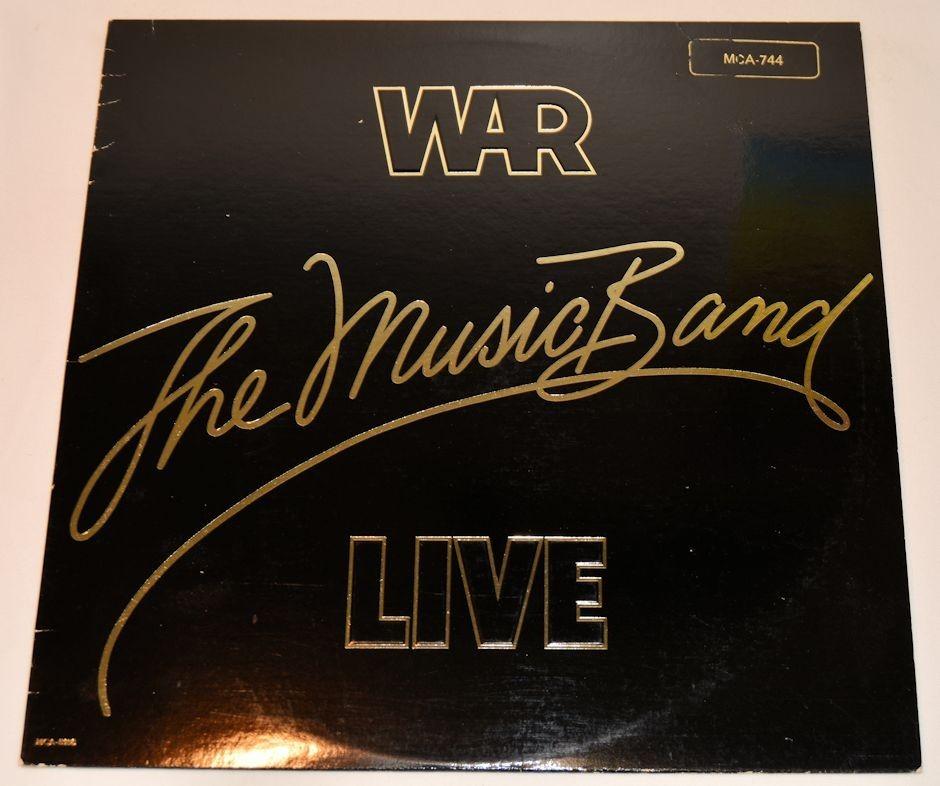 MCA-744
WAR
The Music Band
LIVE